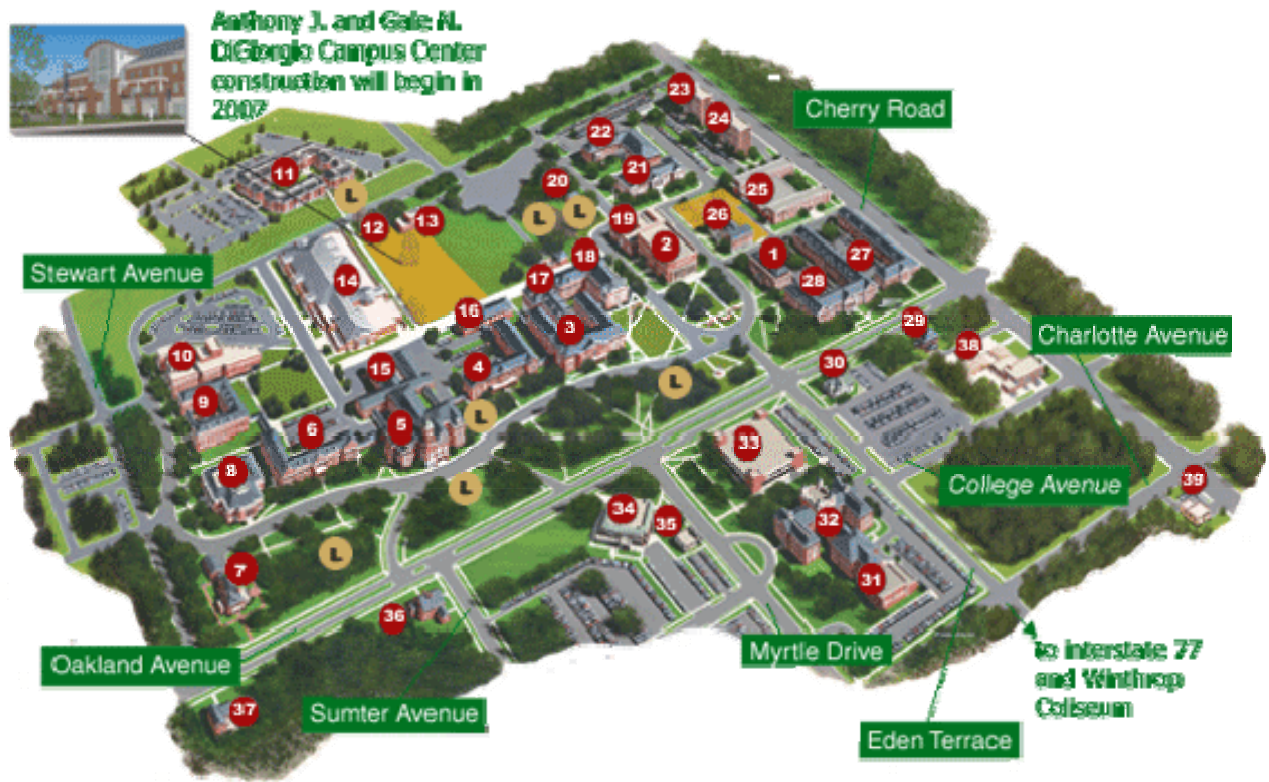 Anthony J. and Gale N.
DiGiorgio Campus Center
construction will begin in
2007
23
Cherry Road
24
22
21
11
20
25
L
26
12
13
L
L
19
2
1
27
18
Stewart Avenue
17
14
28
16
3
29
Charlotte Avenue
38
10
15
4
30
L
9
6
5
L
33
8
College Avenue
39
L
34
35
32
L
7
31
36
Oakland Avenue
Myrtle Drive
to interstate 77
and Winthrop
Coliseum
37
Sumter Avenue
Eden Terrace